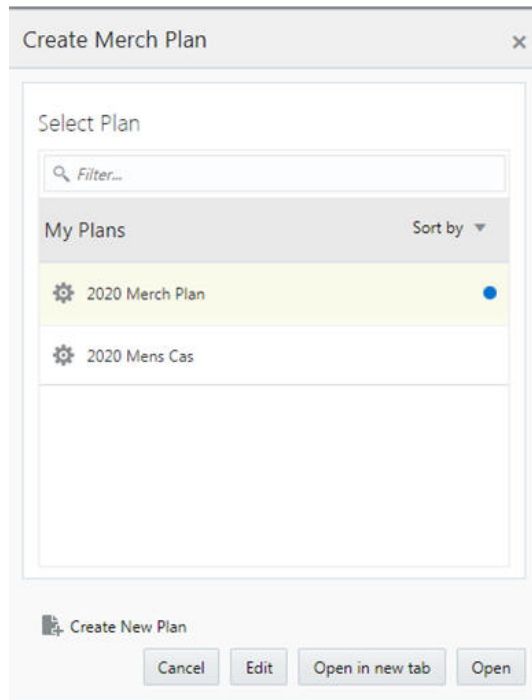 Create Merch Plan
Select Plan
Filter...
My Plans Sort by
2020 Merch Plan
2020 Mens Cas
Create New Plan
Cancel Edit Open in new tab Open